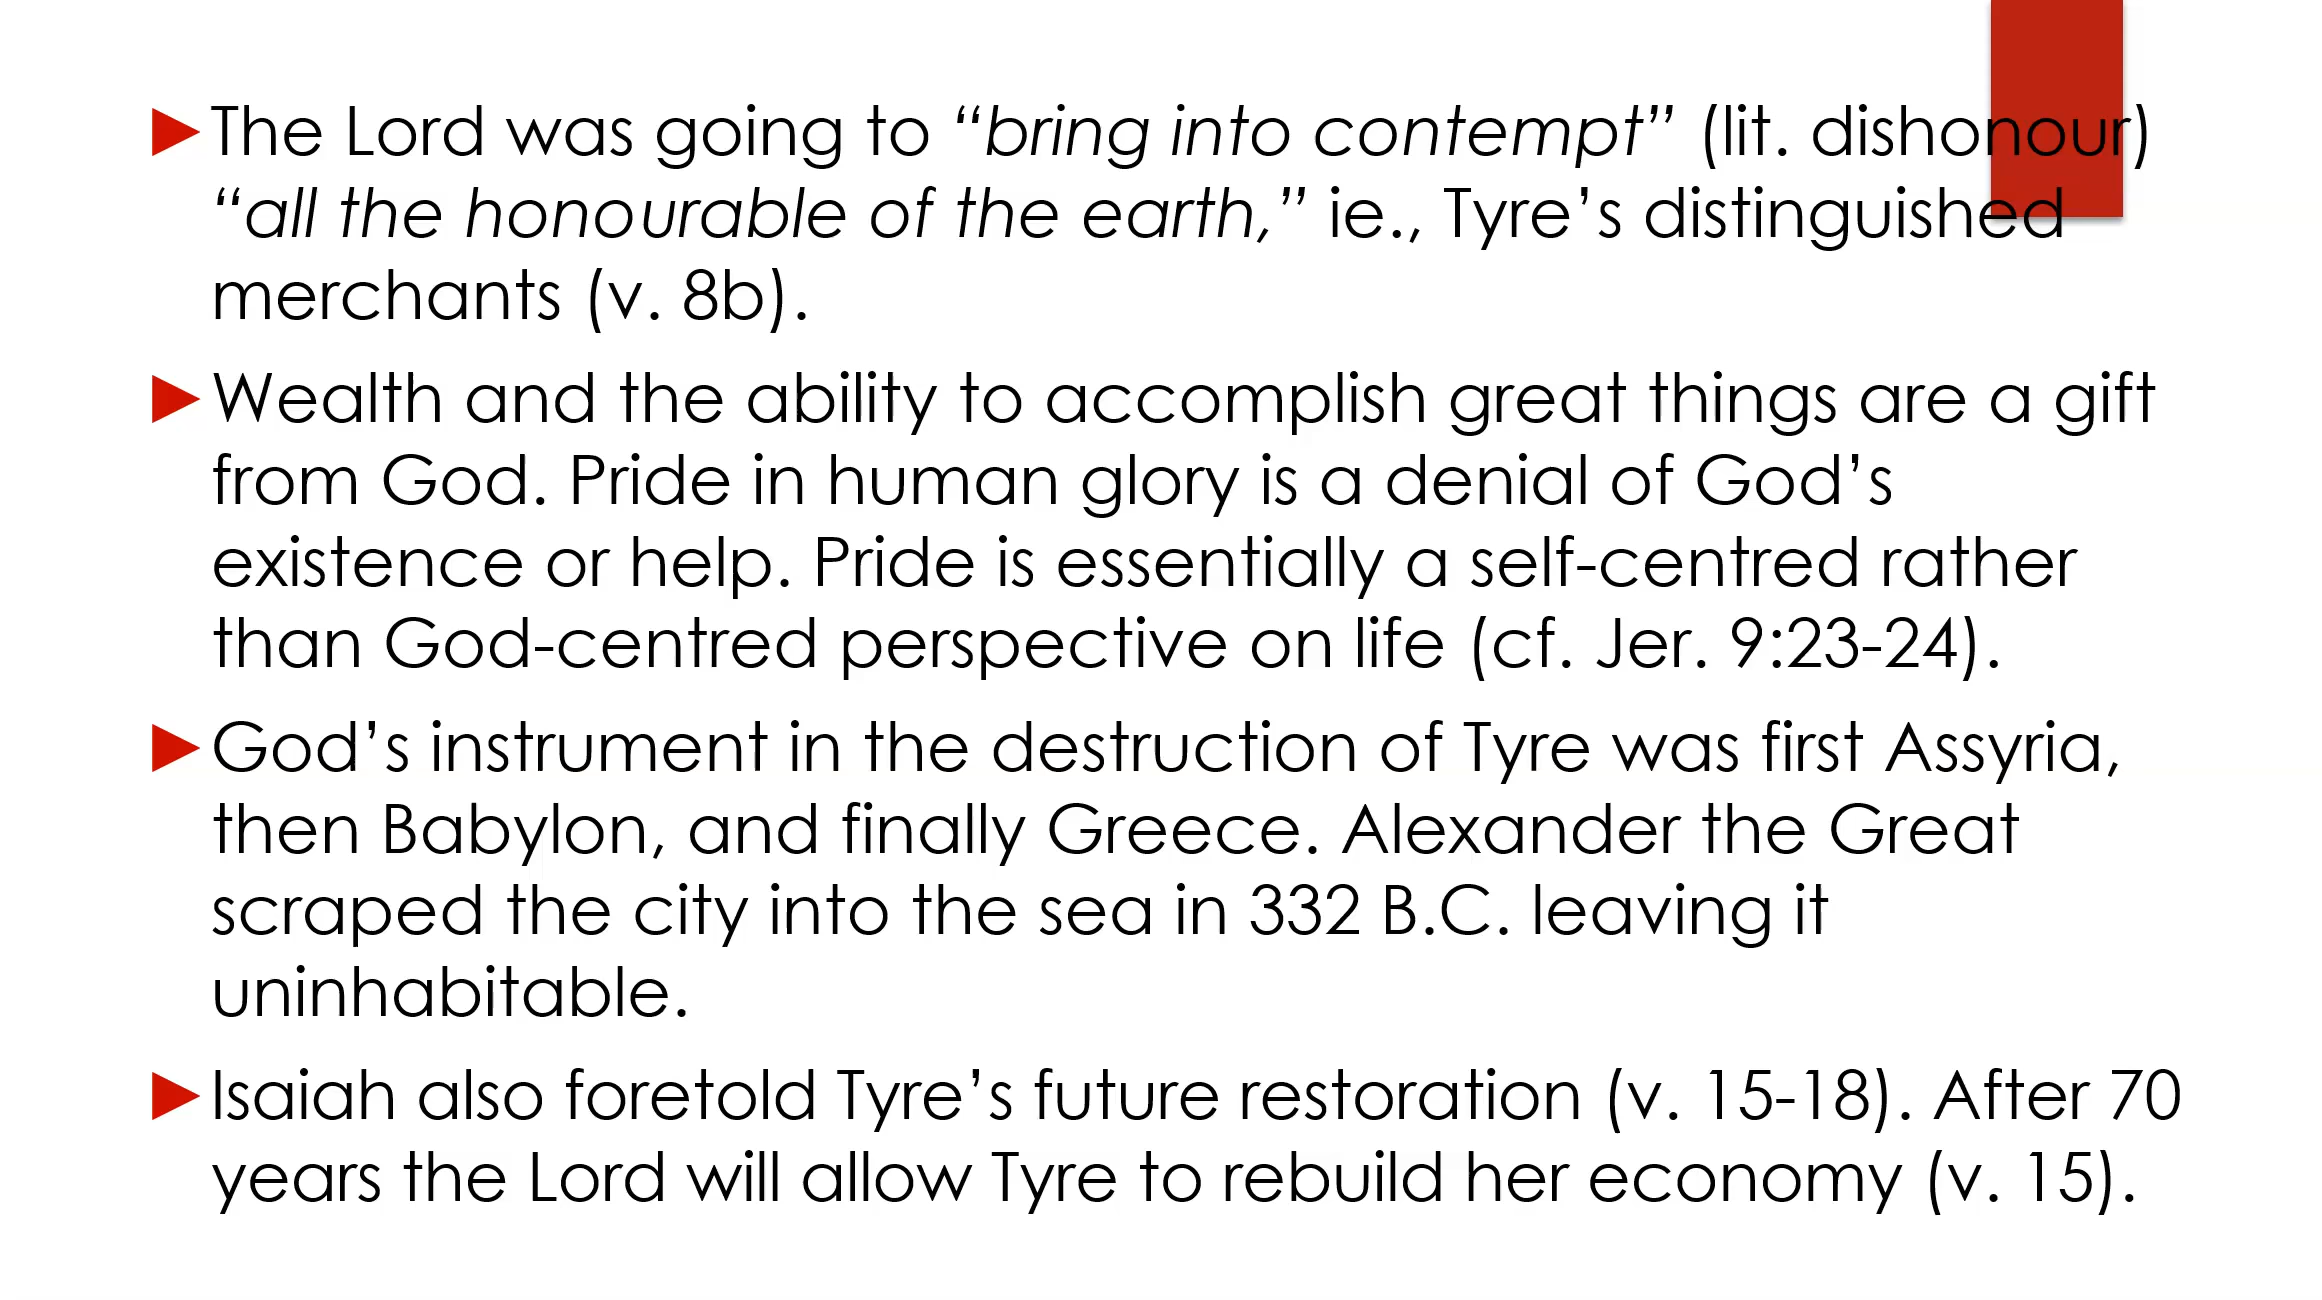 The Lord was going to “bring into contempt” (lit. dishonour)
“all the honourable of the earth,” ie., Tyre’s distinguished
merchants (v. 8b).
Wealth and the ability to accomplish great things are a gift
from God. Pride in human glory is a denial of God’s
existence or help. Pride is essentially a self-centred rather
than God-centred perspective on life (cf. Jer. 9:23-24).
God’s instrument in the destruction of Tyre was first Assyria,
then Babylon, and finally Greece. Alexander the Great
scraped the city into the sea in 332 B.C. leaving it
uninhabitable.
Isaiah also foretold Tyre’s future restoration (v. 15-18). After 70
years the Lord will allow Tyre to rebuild her economy (v. 15).